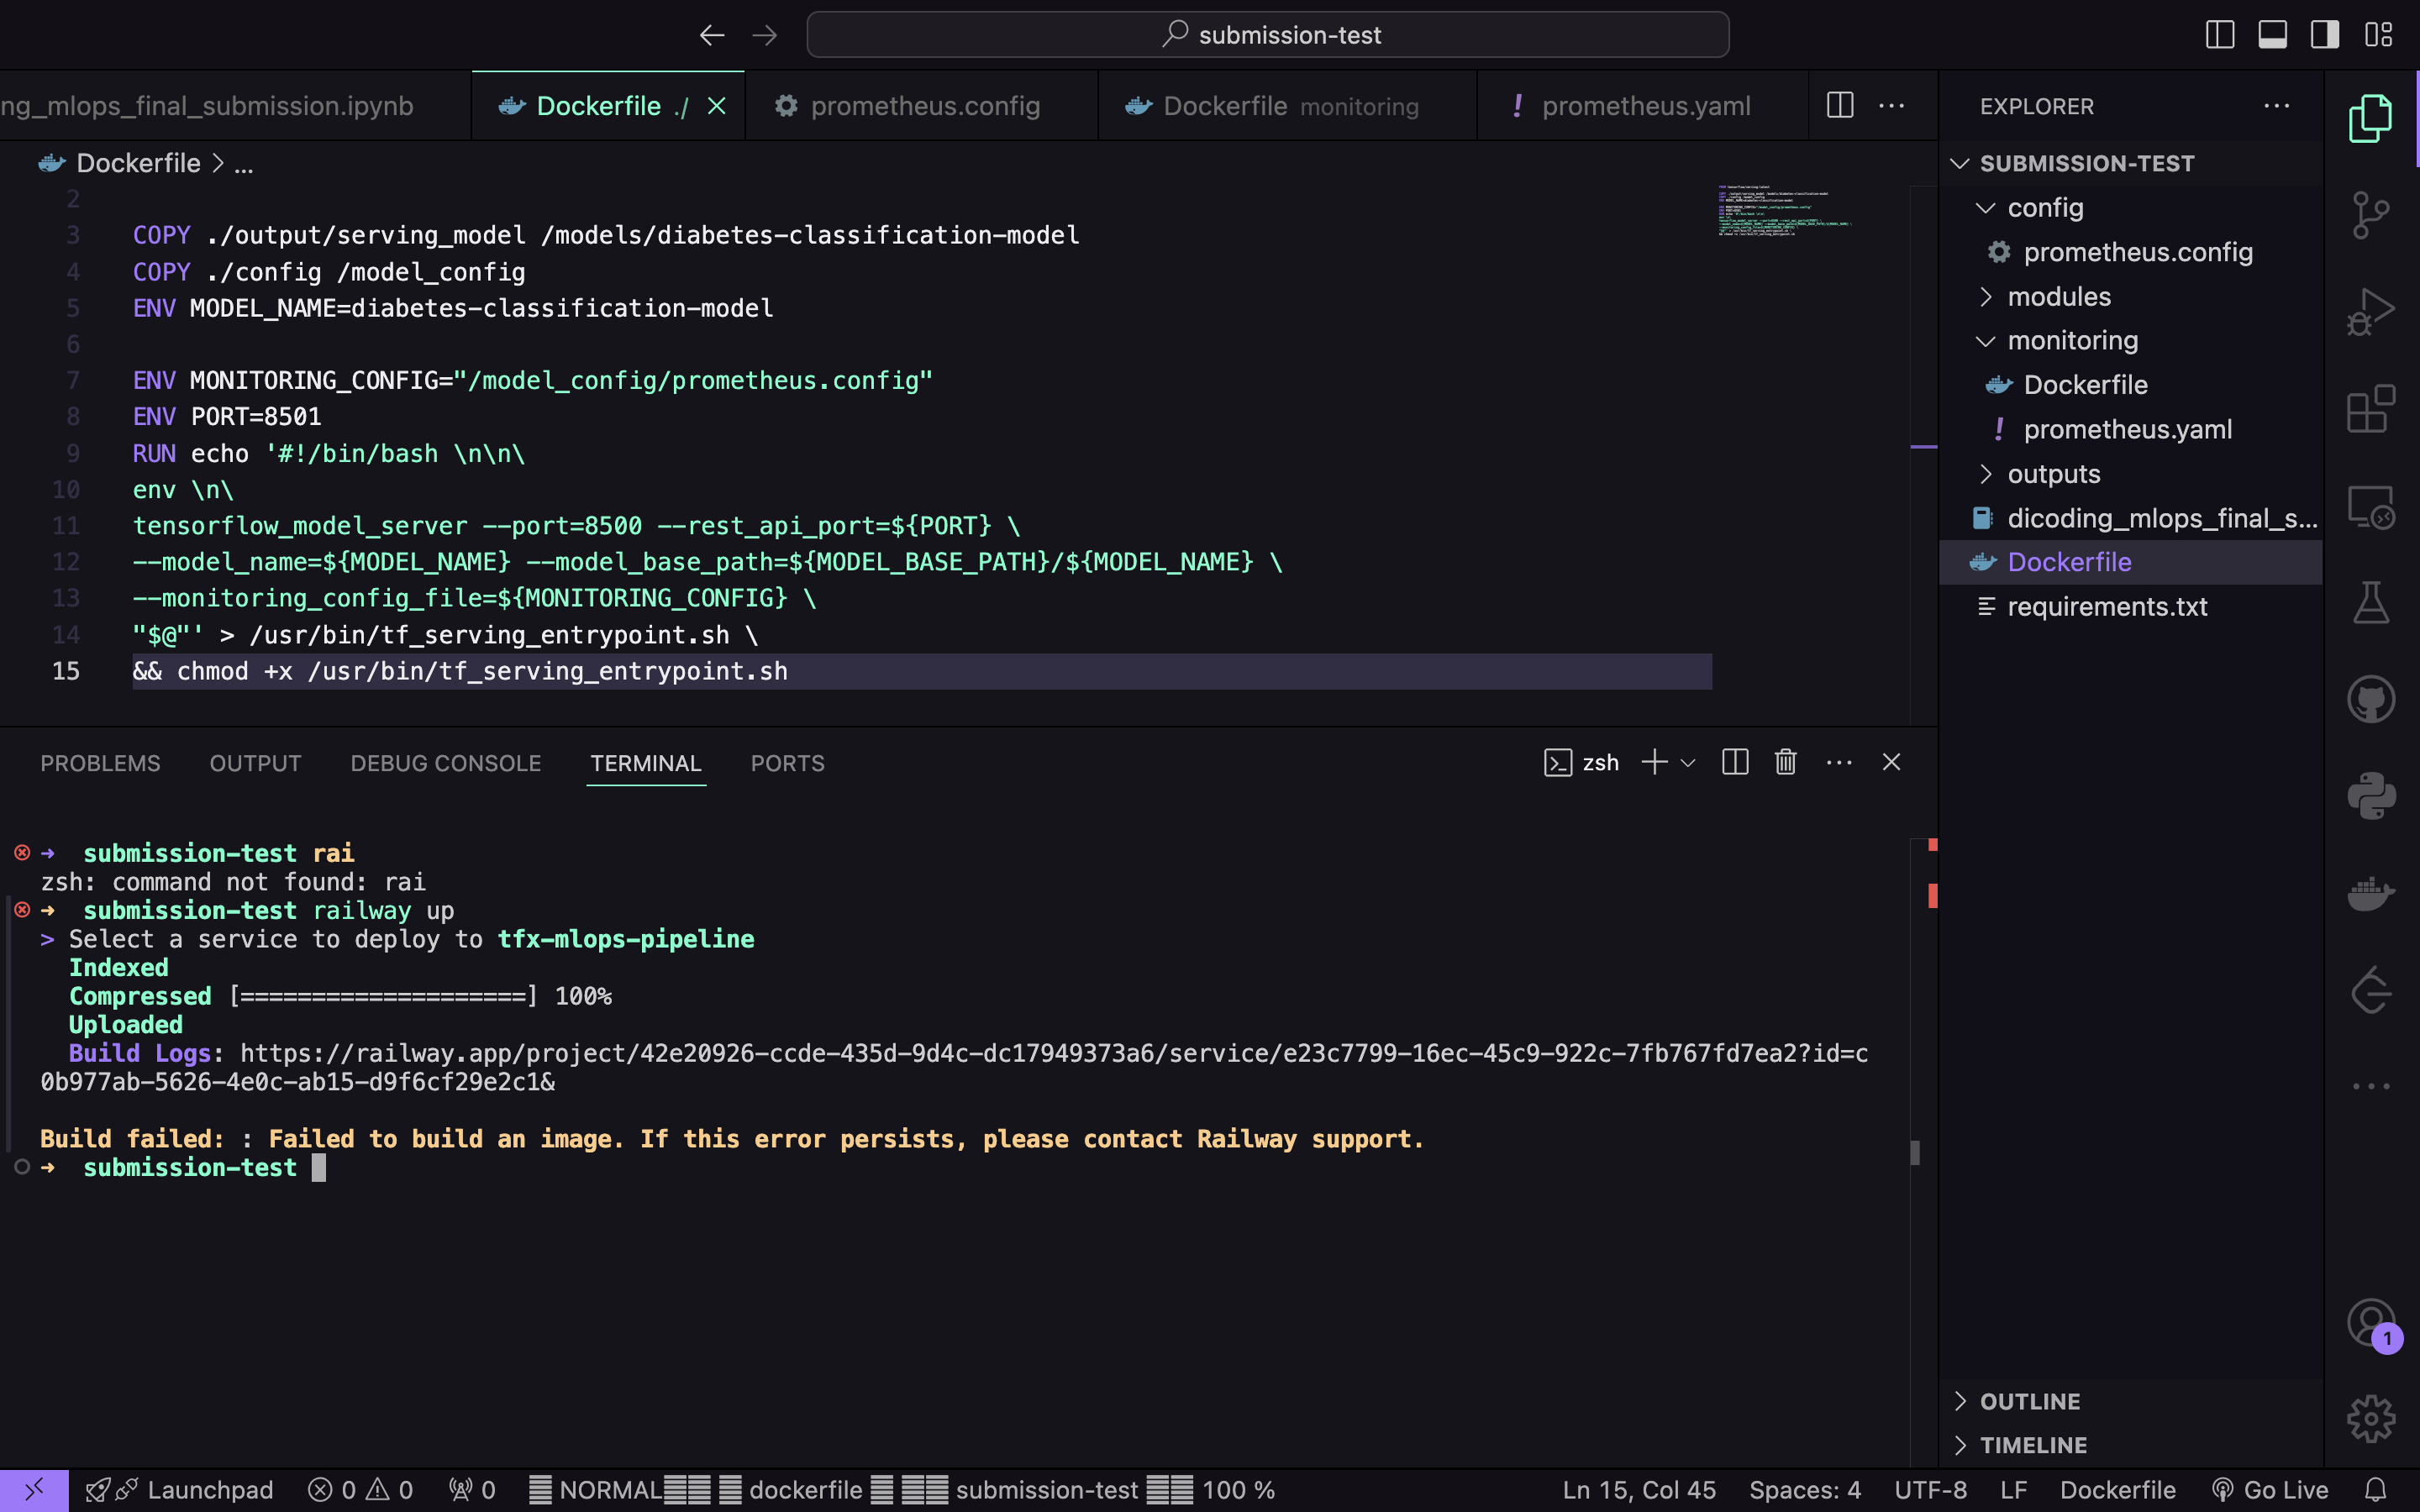 submission-test
ng_mlops_final_submission.ipynb
Dockerfile ./
prometheus.config
Dockerfile monitoring
! prometheus.yaml
...
Dockerfile > ...
2
3 COPY ./output/serving_model /models/diabetes-classification-model
4 COPY ./config /model_config
5 ENV MODEL_NAME=diabetes-classification-model
6
7 ENV MONITORING_CONFIG="/model_config/prometheus.config"
8 ENV PORT=8501
9 RUN echo '#!/bin/bash \n\n\
10 env \n\
11 tensorflow_model_server --port=8500 --rest_api_port=${PORT} \
12 --model_name=${MODEL_NAME} --model_base_path=${MODEL_BASE_PATH}/${MODEL_NAME} \
13 --monitoring_config_file=${MONITORING_CONFIG} \
14 "$@"' > /usr/bin/tf_serving_entrypoint.sh \
15 && chmod +x /usr/bin/tf_serving_entrypoint.sh
PROBLEMS OUTPUT DEBUG CONSOLE TERMINAL PORTS
zsh
➜ submission-test rai
zsh: command not found: rai
➜ submission-test railway up
> Select a service to deploy to tfx-mlops-pipeline
Indexed
Compressed [====================] 100%
Uploaded
Build Logs: https://railway.app/project/42e20926-ccde-435d-9d4c-dc17949373a6/service/e23c7799-16ec-45c9-922c-7fb767fd7ea2?id=c
0b977ab-5626-4e0c-ab15-d9f6cf29e2c1&
Build failed: : Failed to build an image. If this error persists, please contact Railway support.
➜ submission-test
EXPLORER
SUBMISSION-TEST
config
prometheus.config
modules
monitoring
Dockerfile
! prometheus.yaml
outputs
dicoding_mlops_final_s...
Dockerfile
requirements.txt
OUTLINE
TIMELINE
1
Launchpad 0 0 0 NORMAL dockerfile submission-test 100 % Ln 15, Col 45 Spaces: 4 UTF-8 LF Dockerfile Go Live